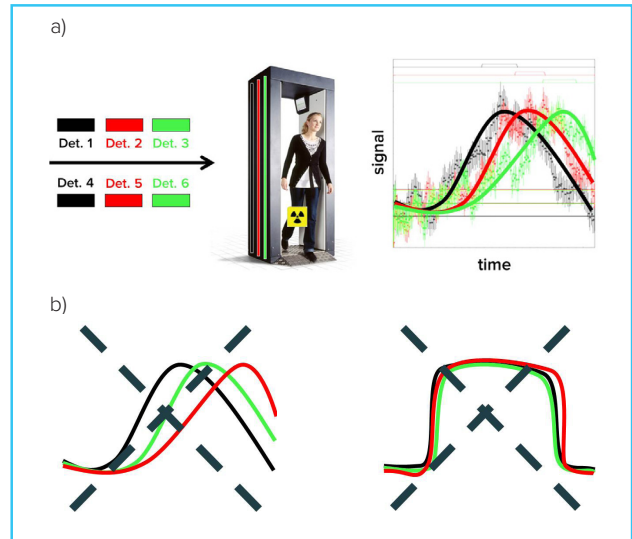 a)
Det. 1 Det. 2 Det. 3
Det. 4 Det. 5 Det. 6
signal
time
b)